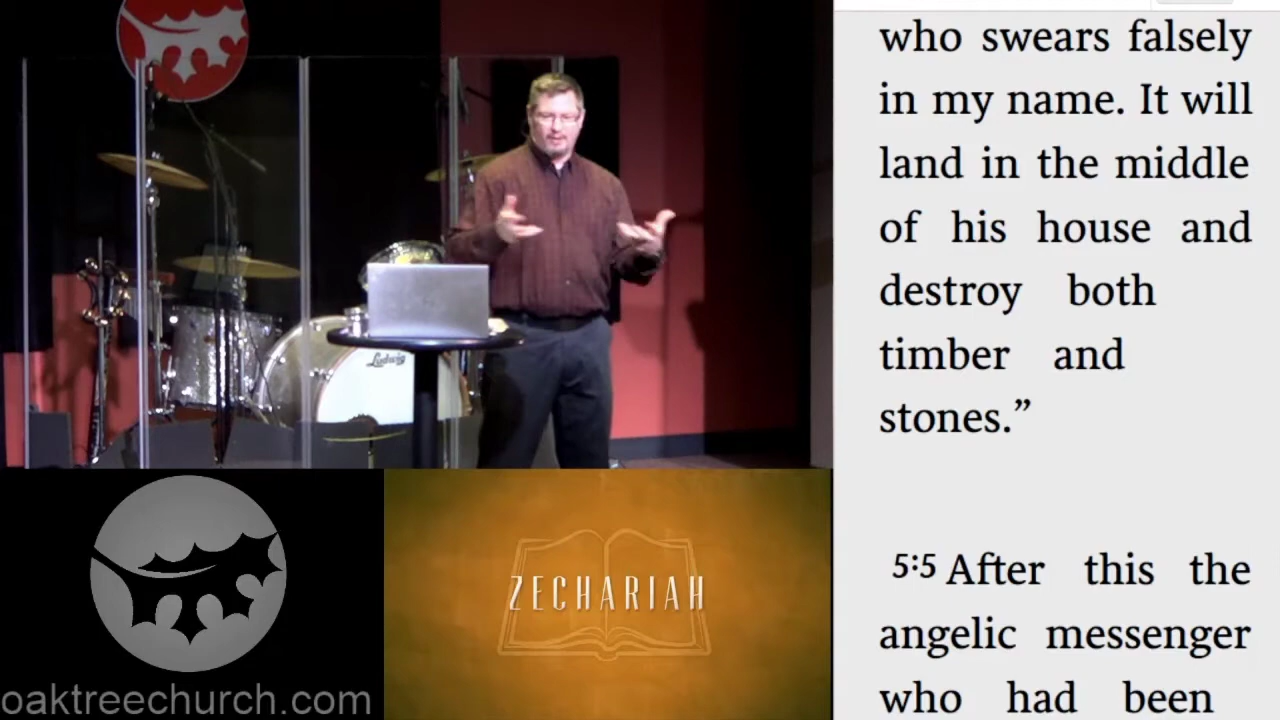 who swears falsely
in my name. It will
land in the middle
of his house and
destroy both
timber and
stones.”
5:5 After this the
angelic messenger
who had been
Ludwig
ZECHARIAH
oaktreechurch.com